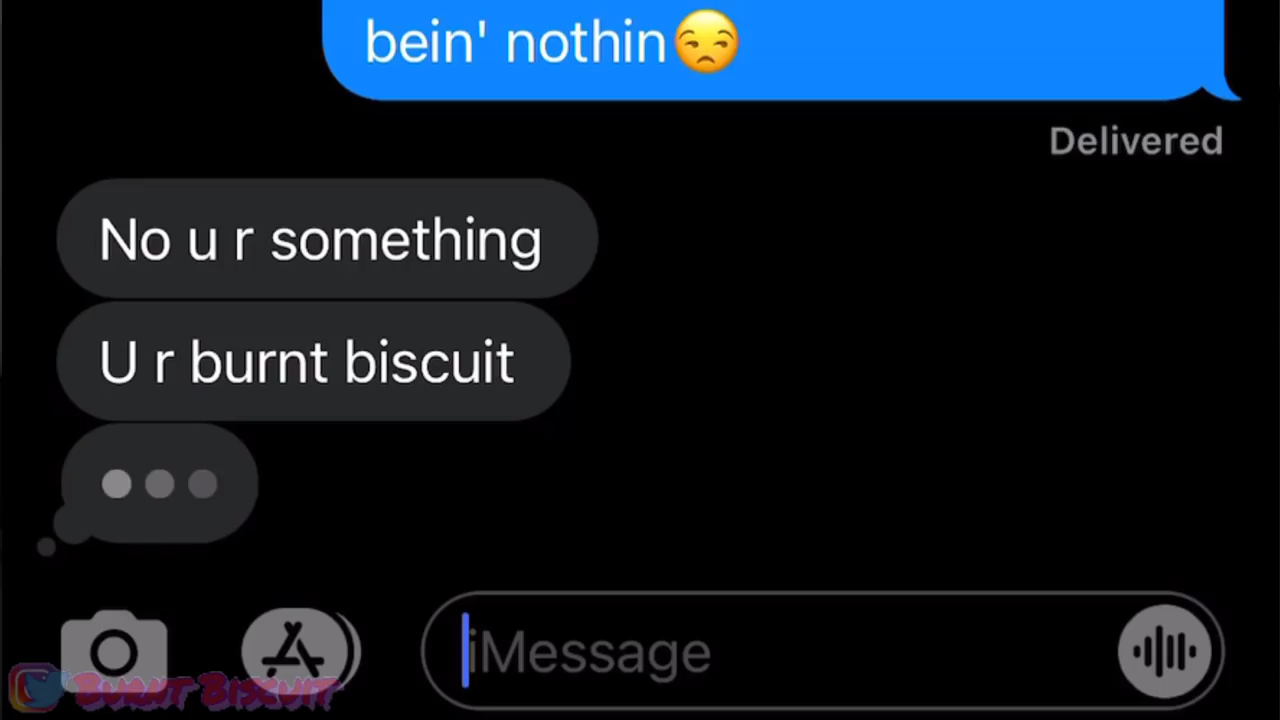 bein' nothin😒
Delivered
No u r something
U r burnt biscuit
iMessage
Burnt Biscuit